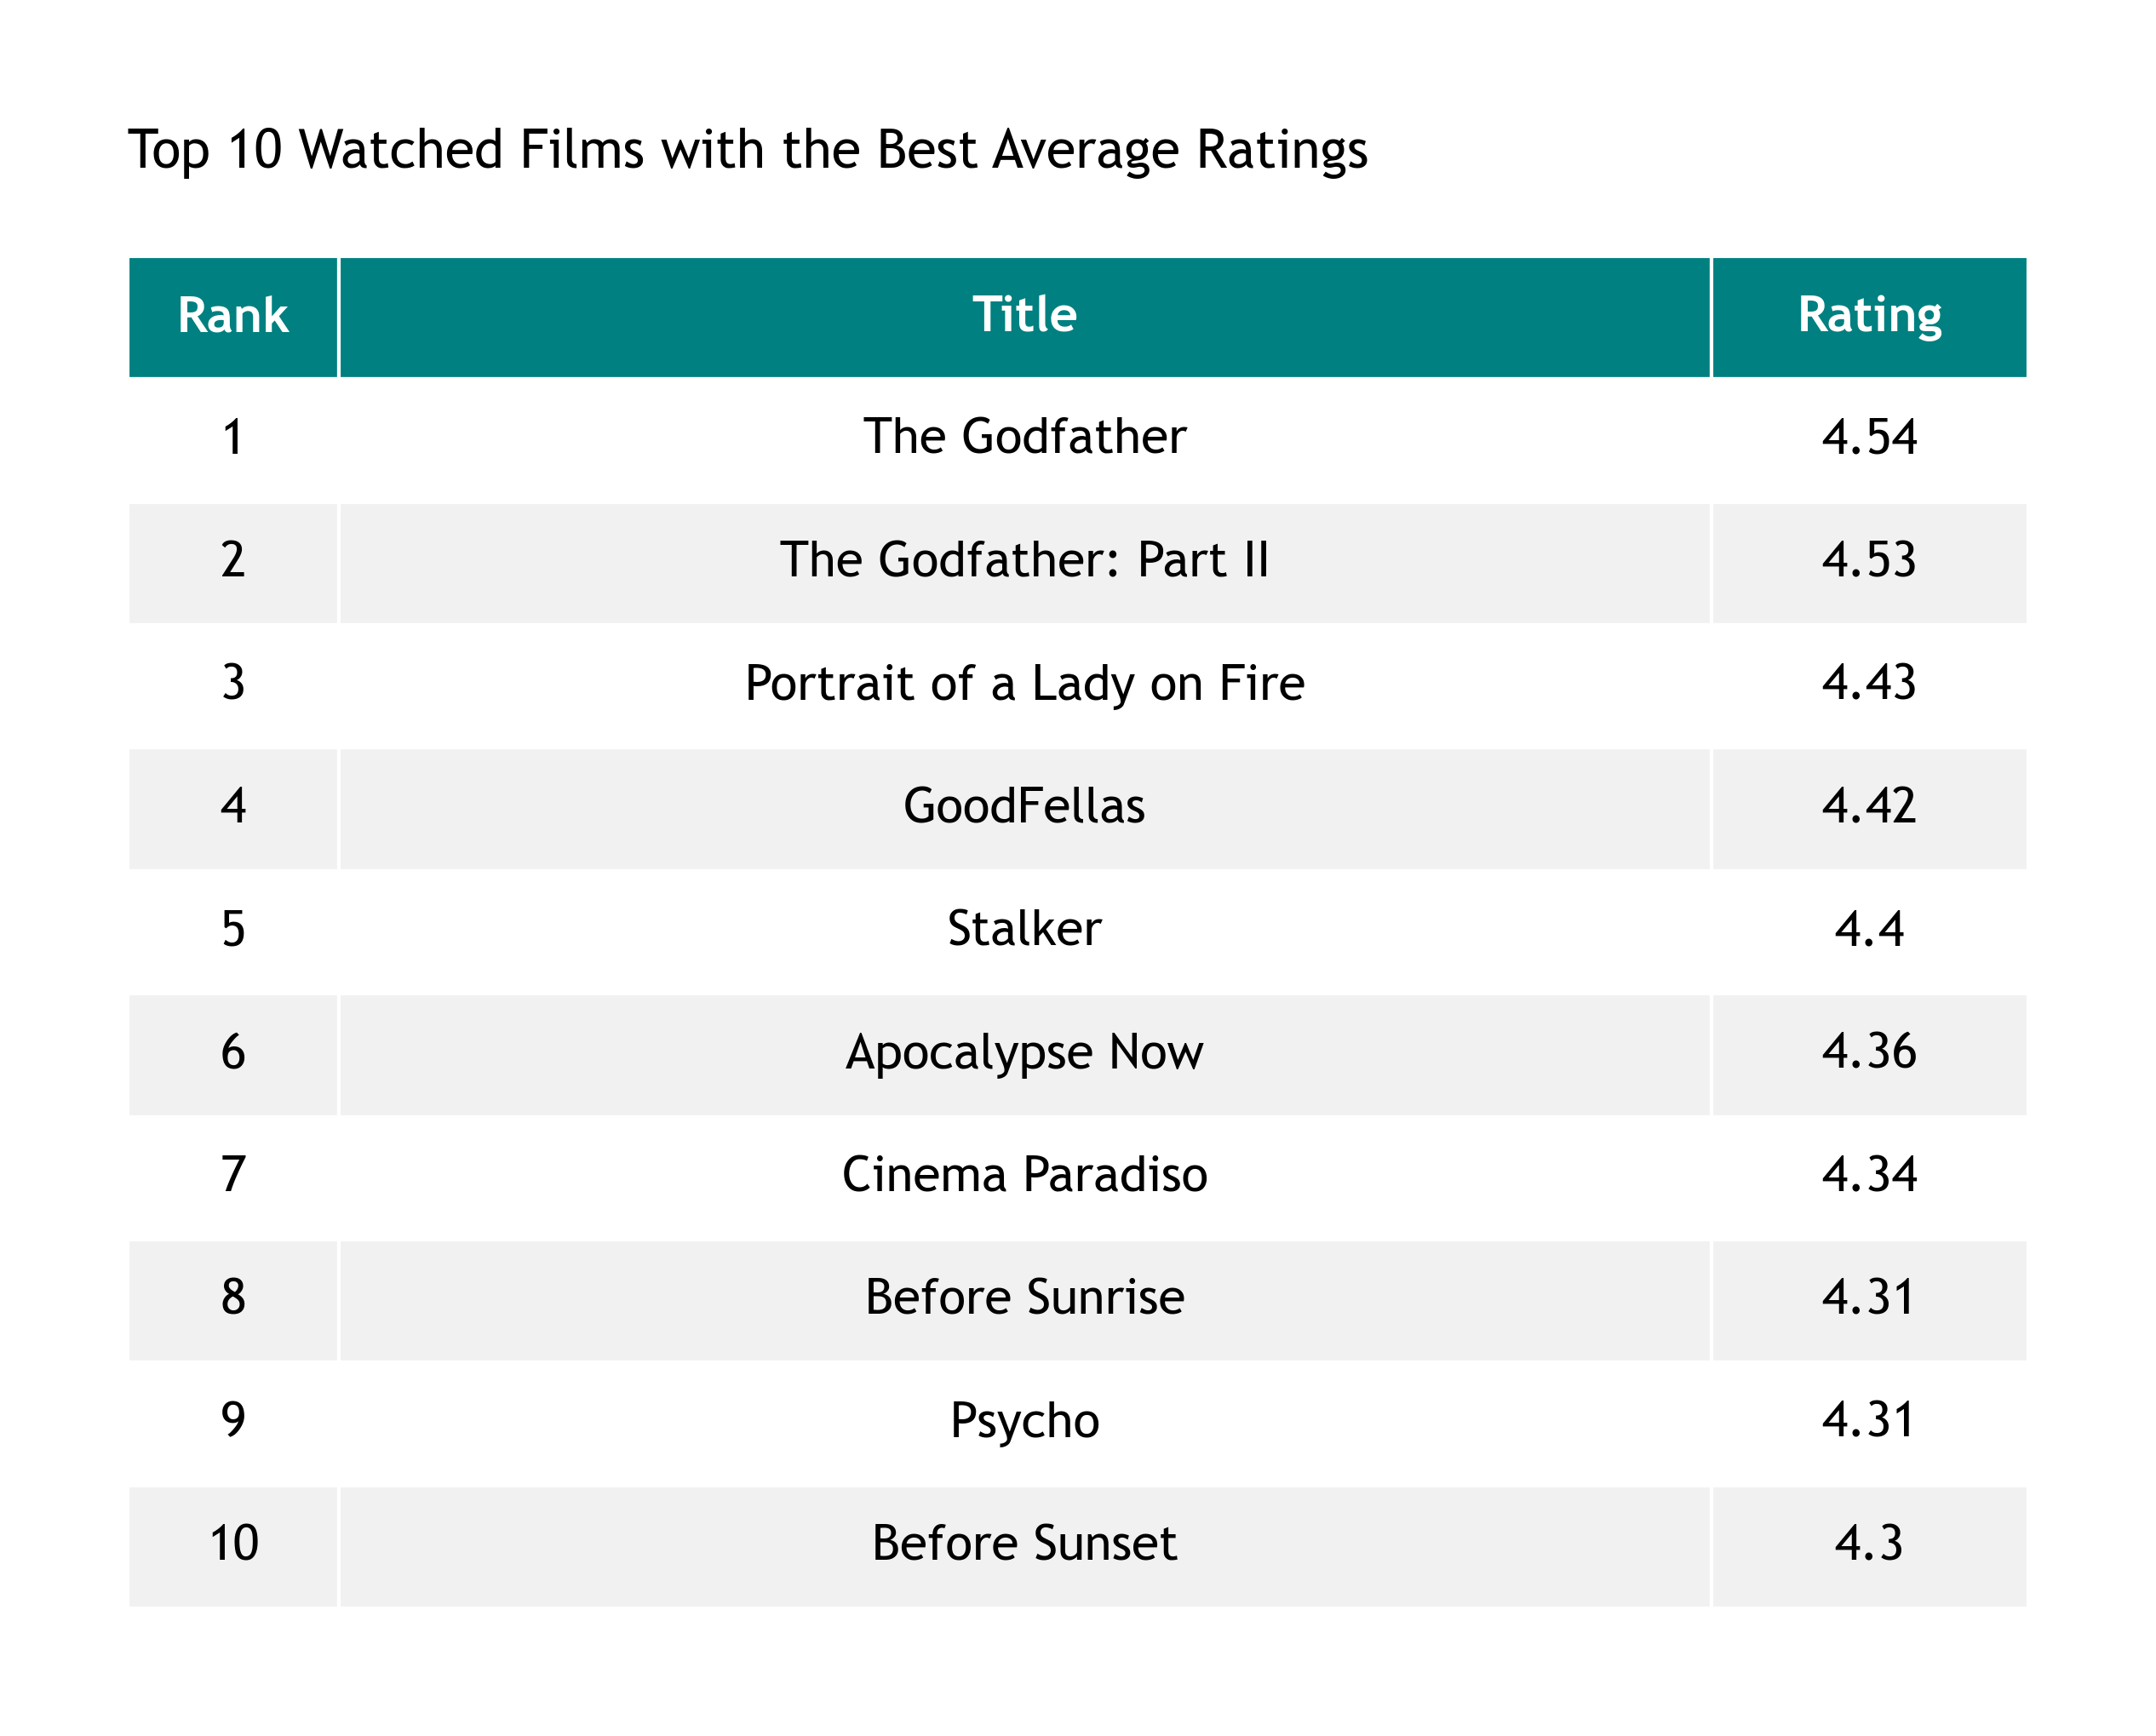 Top 10 Watched Films with the Best Average Ratings
Rank Title Rating
1 The Godfather 4.54
2 The Godfather: Part II 4.53
3 Portrait of a Lady on Fire 4.43
4 GoodFellas 4.42
5 Stalker 4.4
6 Apocalypse Now 4.36
7 Cinema Paradiso 4.34
8 Before Sunrise 4.31
9 Psycho 4.31
10 Before Sunset 4.3